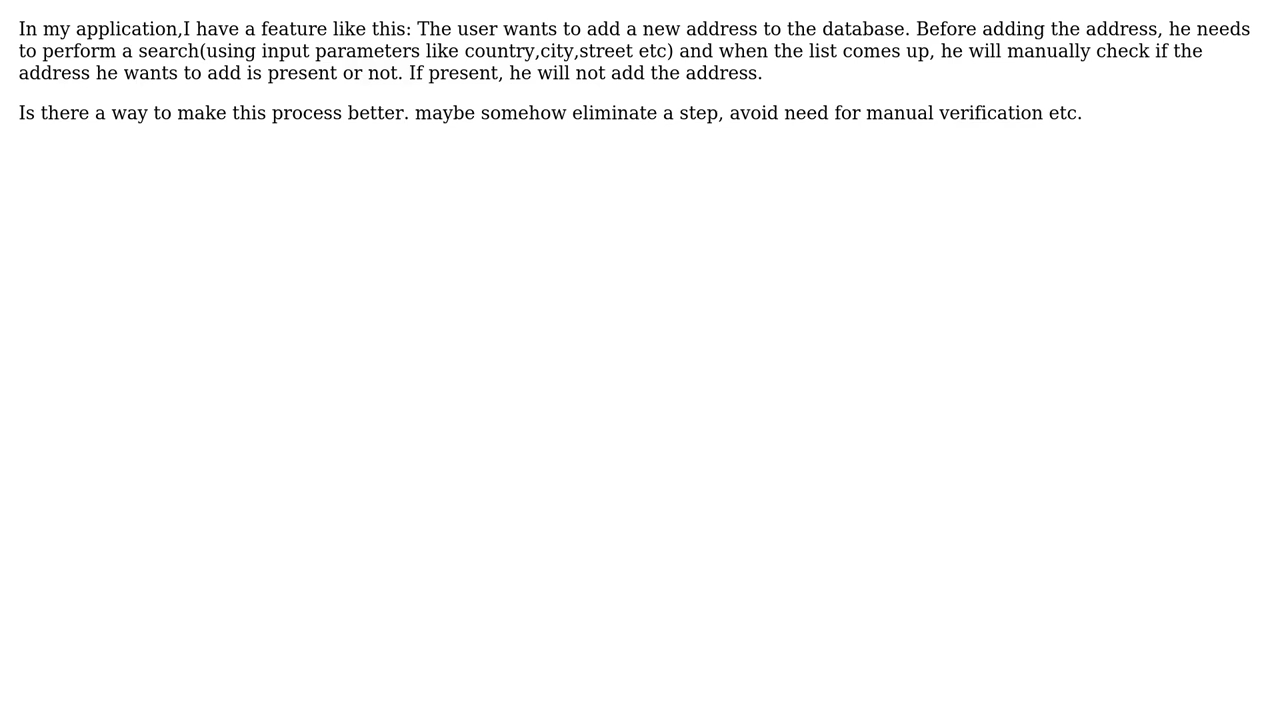 In my application,I have a feature like this: The user wants to add a new address to the database. Before adding the address, he needs
to perform a search(using input parameters like country,city,street etc) and when the list comes up, he will manually check if the
address he wants to add is present or not. If present, he will not add the address.
Is there a way to make this process better. maybe somehow eliminate a step, avoid need for manual verification etc.